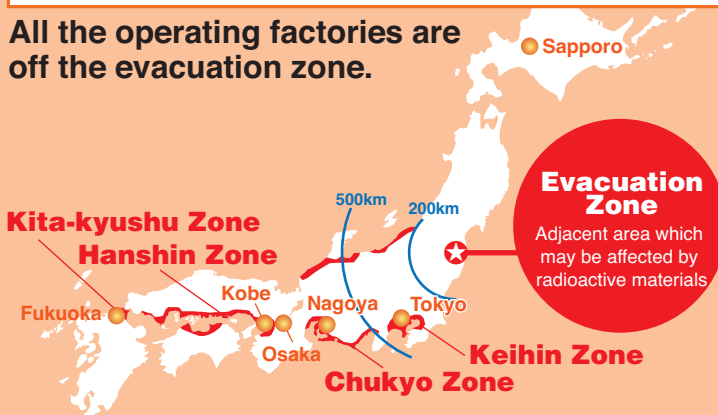 All the operating factories are
off the evacuation zone.
Sapporo
Evacuation
Zone
Adjacent area which
may be affected by
radioactive materials
500km
200km
Kita-kyushu Zone
Hanshin Zone
Kobe
Nagoya
Tokyo
Fukuoka
Osaka
Keihin Zone
Chukyo Zone